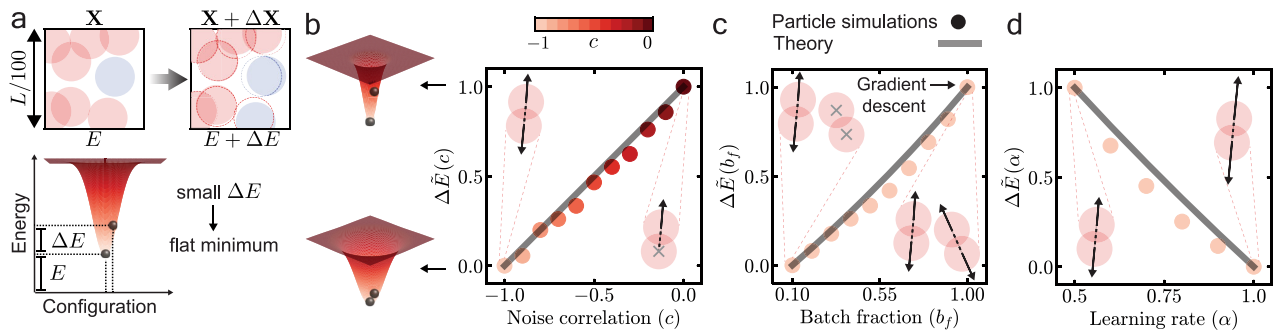 a
X
X + ΔX
L/100
E
E + ΔE
Energy
ΔE
E
Configuration
small ΔE
flat minimum
b
−1
c
0
ΔẼ(c)
1.0
0.5
0.0
−1.0
−0.5
0.0
Noise correlation (c)
c
Particle simulations
Theory
Gradient
descent
ΔẼ(b_f)
1.0
0.5
0.0
0.10
0.55
1.00
Batch fraction (b_f)
d
ΔẼ(α)
1.0
0.5
0.0
0.5
0.75
1.0
Learning rate (α)